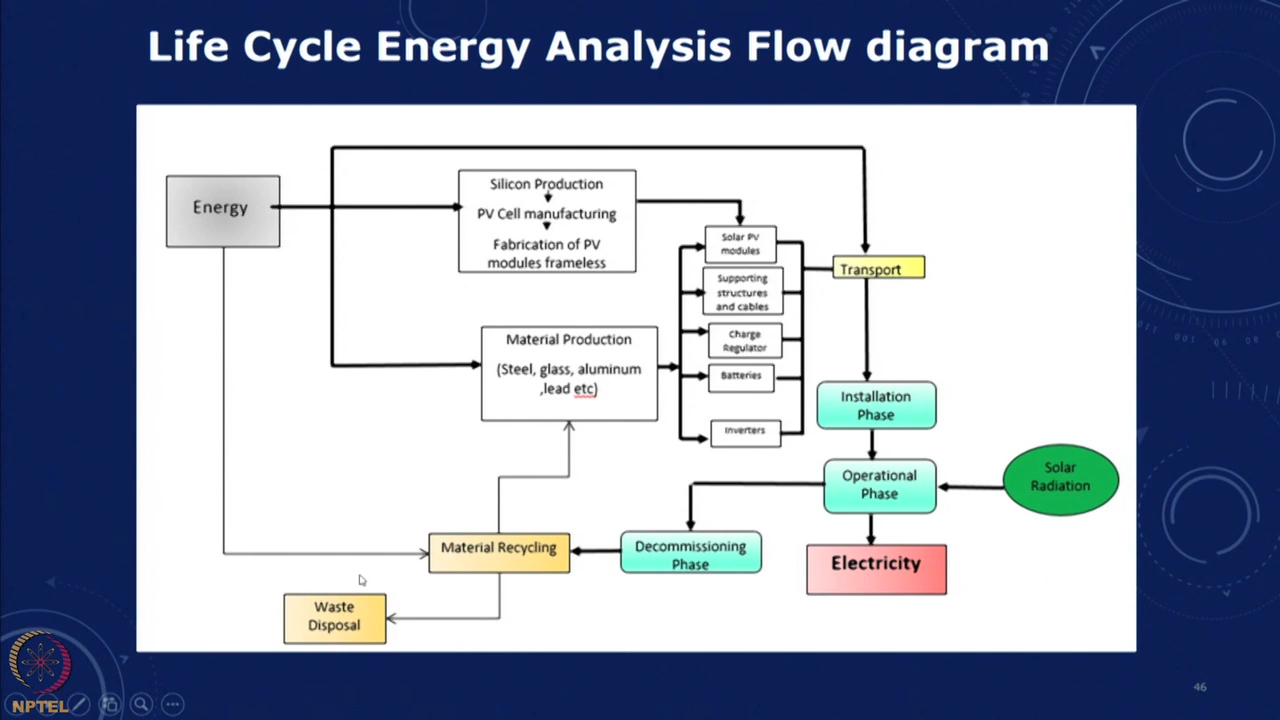 Life Cycle Energy Analysis Flow diagram
Energy
Silicon Production
PV Cell manufacturing
Fabrication of PV
modules frameless
Solar PV
modules
Supporting
structures
and cables
Charge
Regulator
Batteries
Inverters
Transport
Material Production
(Steel, glass, aluminum
,lead etc)
Installation
Phase
Operational
Phase
Solar
Radiation
Electricity
Decommissioning
Phase
Material Recycling
Waste
Disposal
46
NPTEL